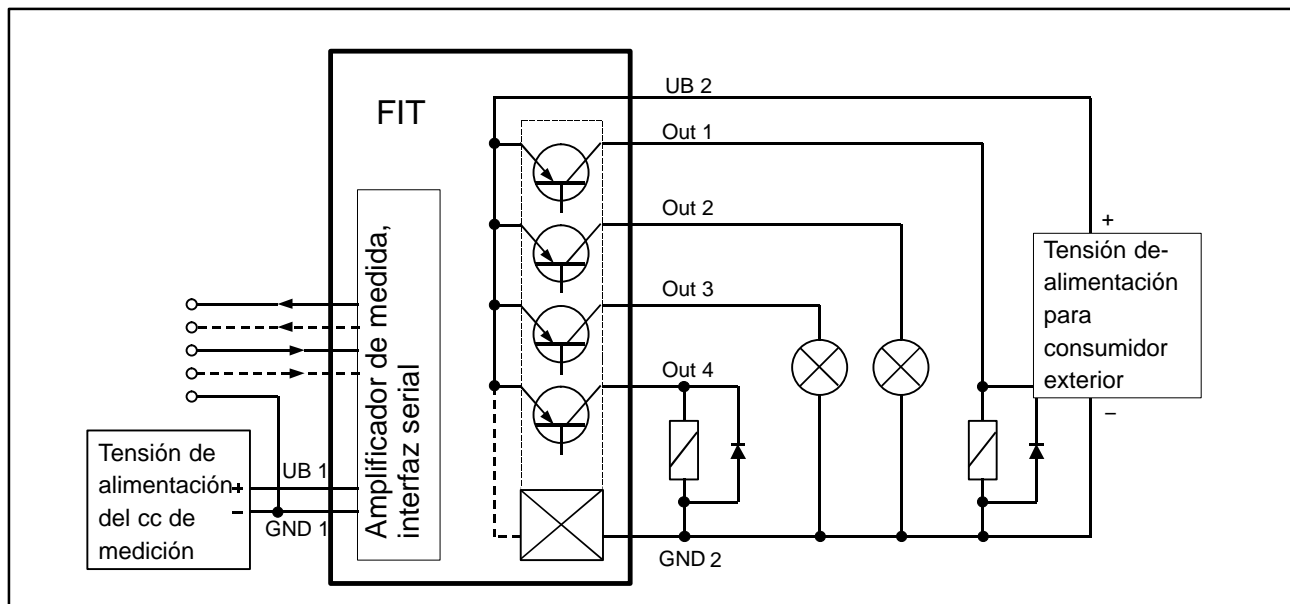 FIT
UB 2
Out 1
Out 2
Out 3
Out 4
GND 2
+
Tensión de-
alimentación
para
consumidor
exterior
–
Amplificador de medida,
interfaz serial
Tensión de
alimentación
del cc de
medición
+
–
UB 1
GND 1